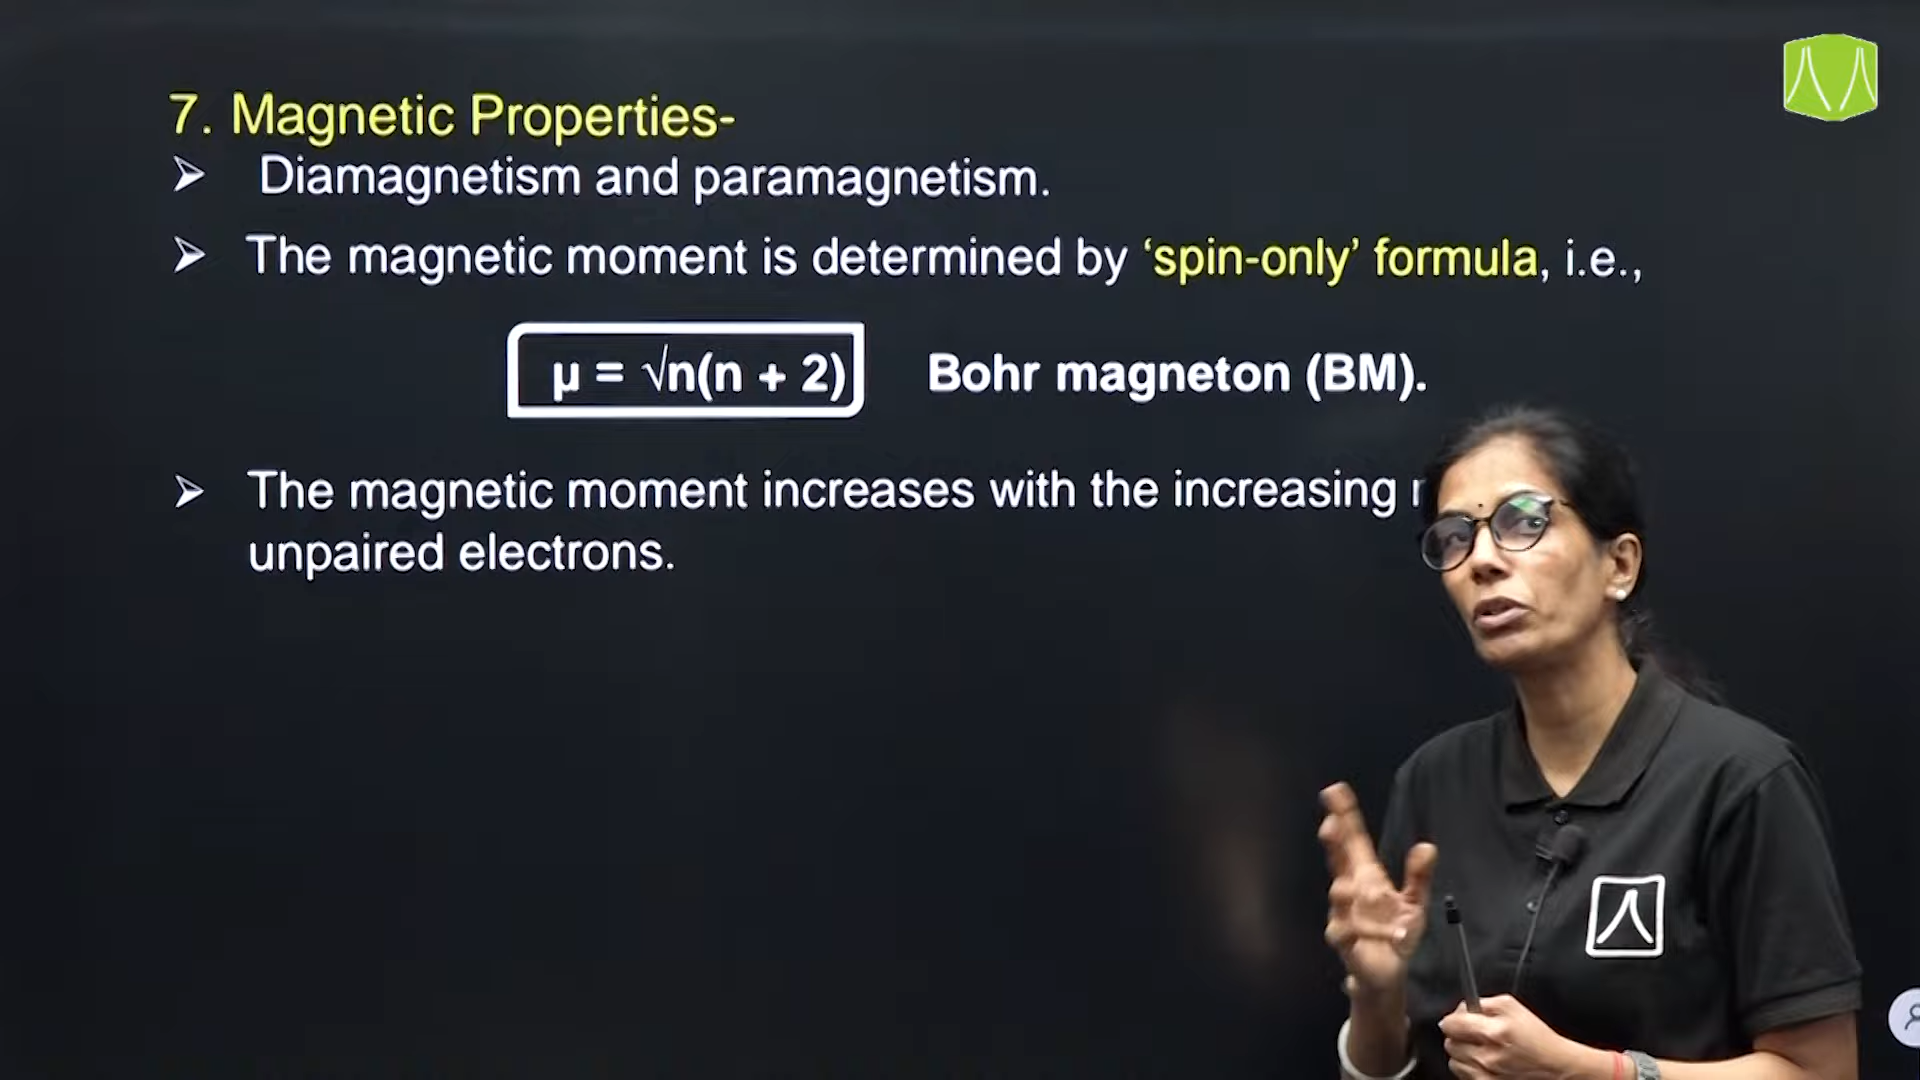 7. Magnetic Properties-
➢ Diamagnetism and paramagnetism.
➢ The magnetic moment is determined by ‘spin-only’ formula, i.e.,
μ = √n(n + 2) Bohr magneton (BM).
➢ The magnetic moment increases with the increasing
unpaired electrons.